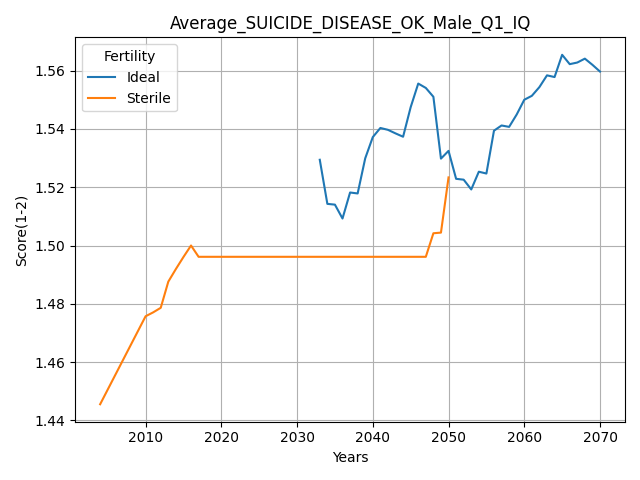 Average_SUICIDE_DISEASE_OK_Male_Q1_IQ
Fertility
Ideal
Sterile
Score(1-2)
1.56
1.54
1.52
1.50
1.48
1.46
1.44
2010 2020 2030 2040 2050 2060 2070
Years